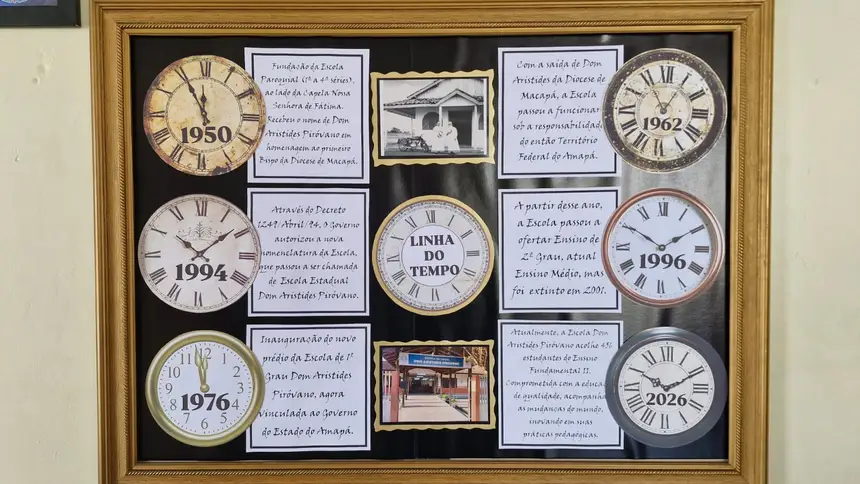 1950
Fundação da Escola
Paroquial (1ª a 4ª séries),
ao lado da Capela Nossa
Senhora de Fátima.
Recebeu o nome de Dom
Aristides Piróvano em
homenagem ao primeiro
Bispo da Diocese de Macapá.
Com a saída de Dom
Aristides da Diocese de
Macapá, a Escola
passou a funcionar
sob a responsabilidade
do então Território
Federal do Amapá.
1962
1994
Através do Decreto
1249/Abril/94, O Governo
autorizou a nova
nomenclatura da Escola,
que passou a ser chamada
de Escola Estadual
Dom Aristides Piróvano.
LINHA
DO
TEMPO
A partir desse ano,
a Escola passou a
ofertar Ensino de
2º Grau, atual
Ensino Médio, mas
foi extinto em 2001.
1996
1976
Inauguração do novo
prédio da Escola de 1º
Grau Dom Aristides
Piróvano, agora
vinculada ao Governo
do Estado do Amapá.
Atualmente, a Escola Dom
Aristides Piróvano acolhe 456
estudantes do Ensino
Fundamental II.
Comprometida com a educação
de qualidade, acompanha
as mudanças do mundo,
inovando em suas
práticas pedagógicas.
2026